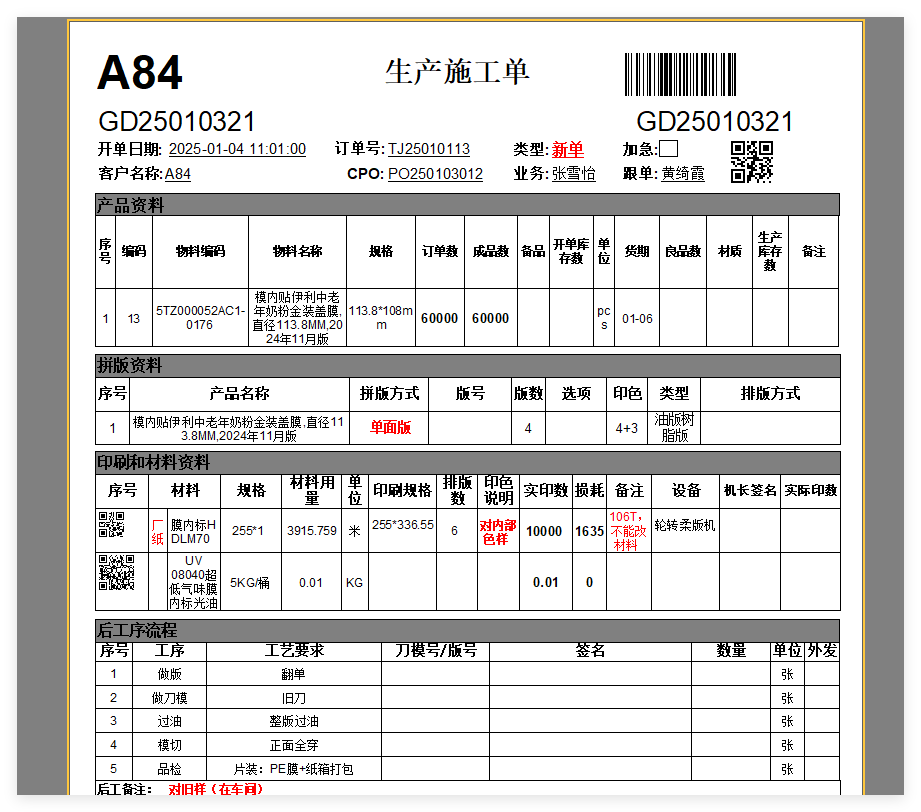 A84
生产施工单
GD25010321
GD25010321
开单日期: 2025-01-04 11:01:00 订单号: TJ25010113 类型: 新单 加急:
客户名称: A84 CPO: PO250103012 业务: 张雪怡 跟单: 黄绮霞
产品资料
序号 编码 物料编码 物料名称 规格 订单数 成品数 备品 开单库存数 单位 货期 良品数 材质 生产库存数 备注
1 13 5TZ000052AC1-0176 模内贴伊利中老年奶粉金装盖膜,直径113.8MM,2024年11月版 113.8*108mm 60000 60000 pcs 01-06
拼版资料
序号 产品名称 拼版方式 版号 版数 选项 印色 类型 排版方式
1 模内贴伊利中老年奶粉金装盖膜,直径113.8MM,2024年11月版 单面版 4 4+3 油版树脂版
印刷和材料资料
序号 材料 规格 材料用量 单位 印刷规格 排版数 印色说明 实印数 损耗 备注 设备 机长签名 实际印数
厂纸 膜内标HDLM70 255*1 3915.759 米 255*336.55 6 对内部色样 10000 1635 106T，不能改材料 轮转柔版机
UV 08040超低气味膜内标光油 5KG/桶 0.01 KG 0.01 0
后工序流程
序号 工序 工艺要求 刀模号/版号 签名 数量 单位 外发
1 做版 翻单 张
2 做刀模 旧刀 张
3 过油 整版过油 张
4 模切 正面全穿 张
5 品检 片装：PE膜+纸箱打包 张
后工备注： 对旧样（在车间）